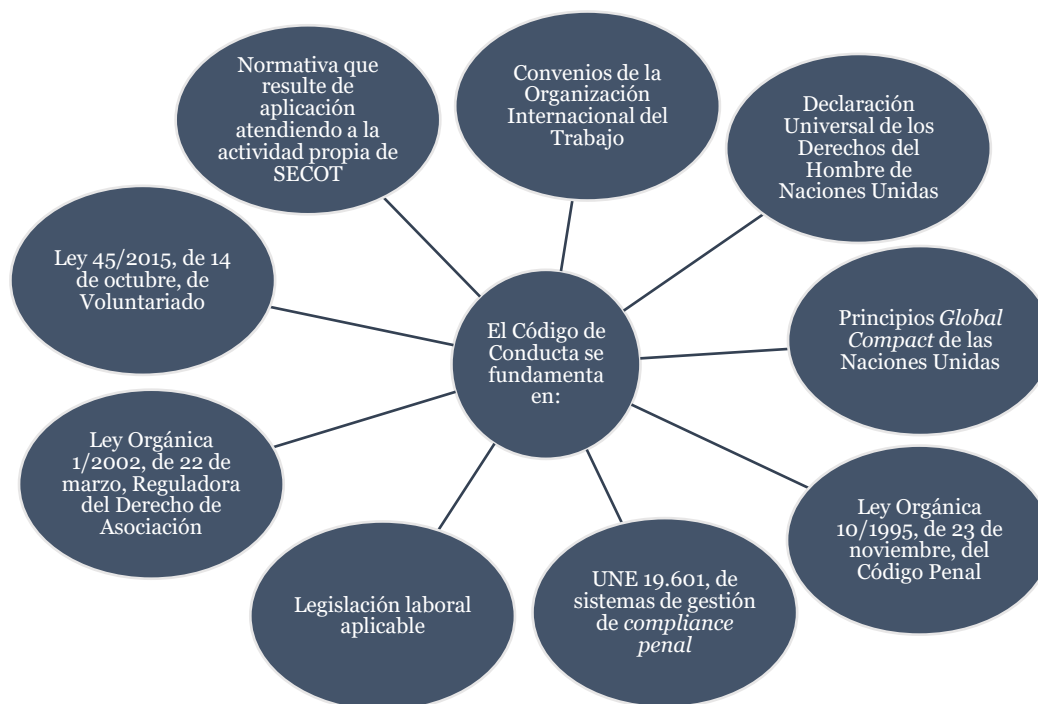 Convenios de la
Organización
Internacional del
Trabajo
Declaración
Universal de los
Derechos del
Hombre de
Naciones Unidas
Principios Global
Compact de las
Naciones Unidas
Ley Orgánica
10/1995, de 23 de
noviembre, del
Código Penal
UNE 19.601, de
sistemas de gestión
de compliance
penal
Legislación laboral
aplicable
Ley Orgánica
1/2002, de 22 de
marzo, Reguladora
del Derecho de
Asociación
Ley 45/2015, de 14
de octubre, de
Voluntariado
Normativa que
resulte de
aplicación
atendiendo a la
actividad propia de
SECOT
El Código de
Conducta se
fundamenta
en: